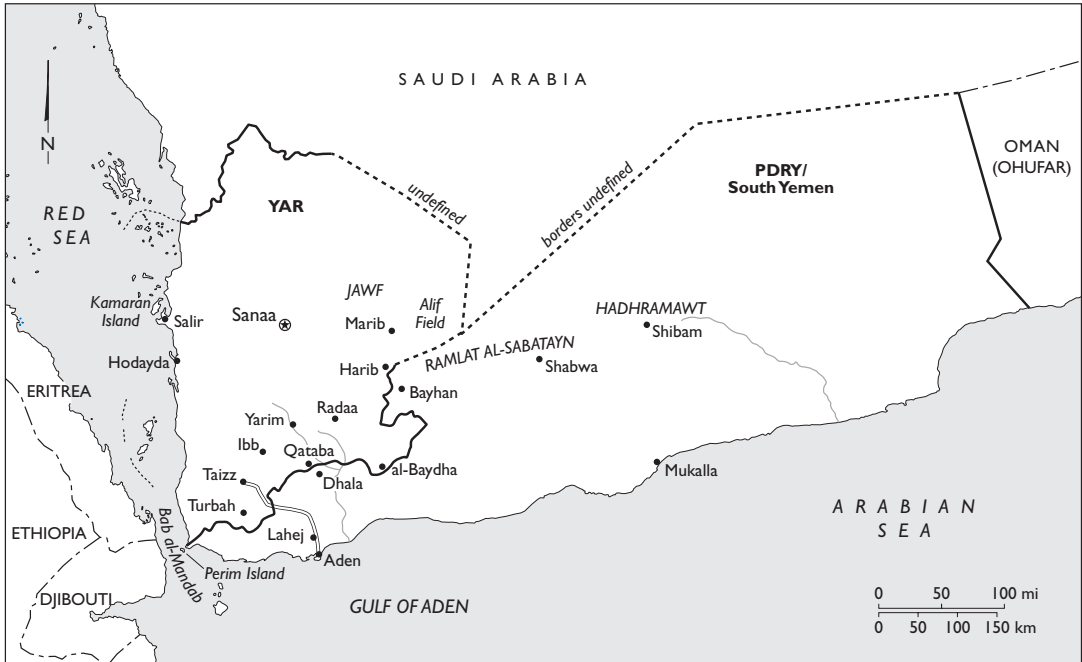 SAUDI ARABIA
N
OMAN
(OHUFAR)
PDRY/
South Yemen
YAR
undefined
borders undefined
RED
SEA
Kamaran
Island
Salir
Sanaa
JAWF
Alif
Field
Marib
HADHRAMAWT
Shibam
RAMLAT AL-SABATAYN
Shabwa
Hodayda
Harib
Bayhan
ERITREA
Radaa
Yarim
Ibb
Qataba
al-Baydha
Taizz
Dhala
Mukalla
Turbah
ARABIAN
SEA
ETHIOPIA
Bab al-Mandab
Lahej
Aden
Perim Island
DJIBOUTI
GULF OF ADEN
0 50 100 mi
0 50 100 150 km